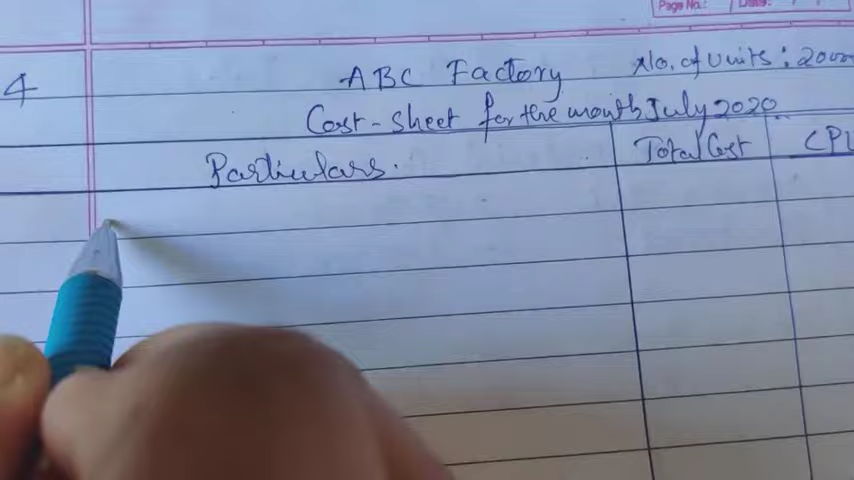 Page No.: Date:
4
ABC Factory No. of Units : 2000
Cost-sheet for the month July 2020
Particulars. Total Cost CPU